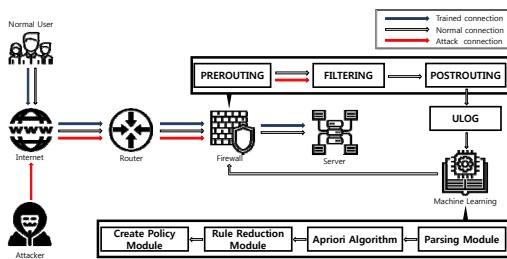 Normal User
Trained connection
Normal connection
Attack connection
PREROUTING
FILTERING
POSTROUTING
ULOG
WWW
Internet
Router
Firewall
Server
Machine Learning
Attacker
Create Policy
Module
Rule Reduction
Module
Apriori Algorithm
Parsing Module